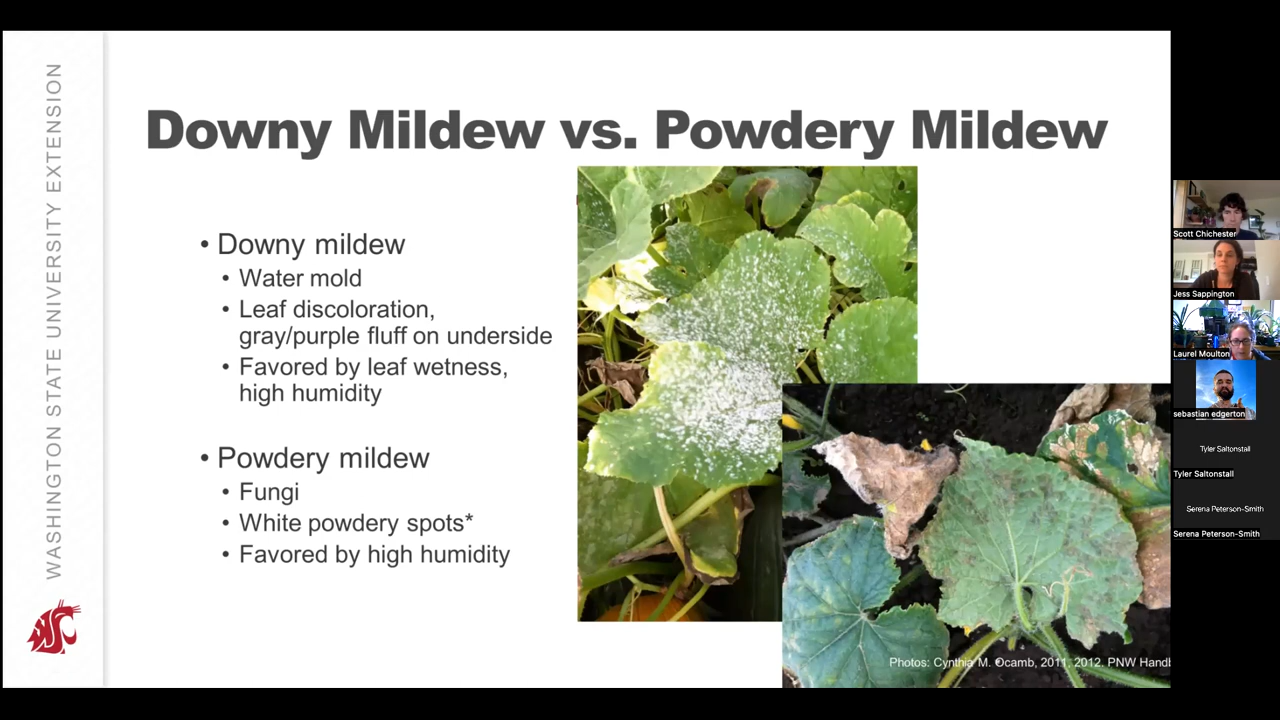 WASHINGTON STATE UNIVERSITY EXTENSION
Downy Mildew vs. Powdery Mildew
• Downy mildew
• Water mold
• Leaf discoloration,
gray/purple fluff on underside
• Favored by leaf wetness,
high humidity
• Powdery mildew
• Fungi
• White powdery spots*
• Favored by high humidity
Photos: Cynthia M. Ocamb, 2011, 2012. PNW Handb
Scott Chichester
Jess Sappington
Laurel Moulton
sebastian edgerton
Tyler Saltonstall
Tyler Saltonstall
Serena Peterson-Smith
Serena Peterson-Smith